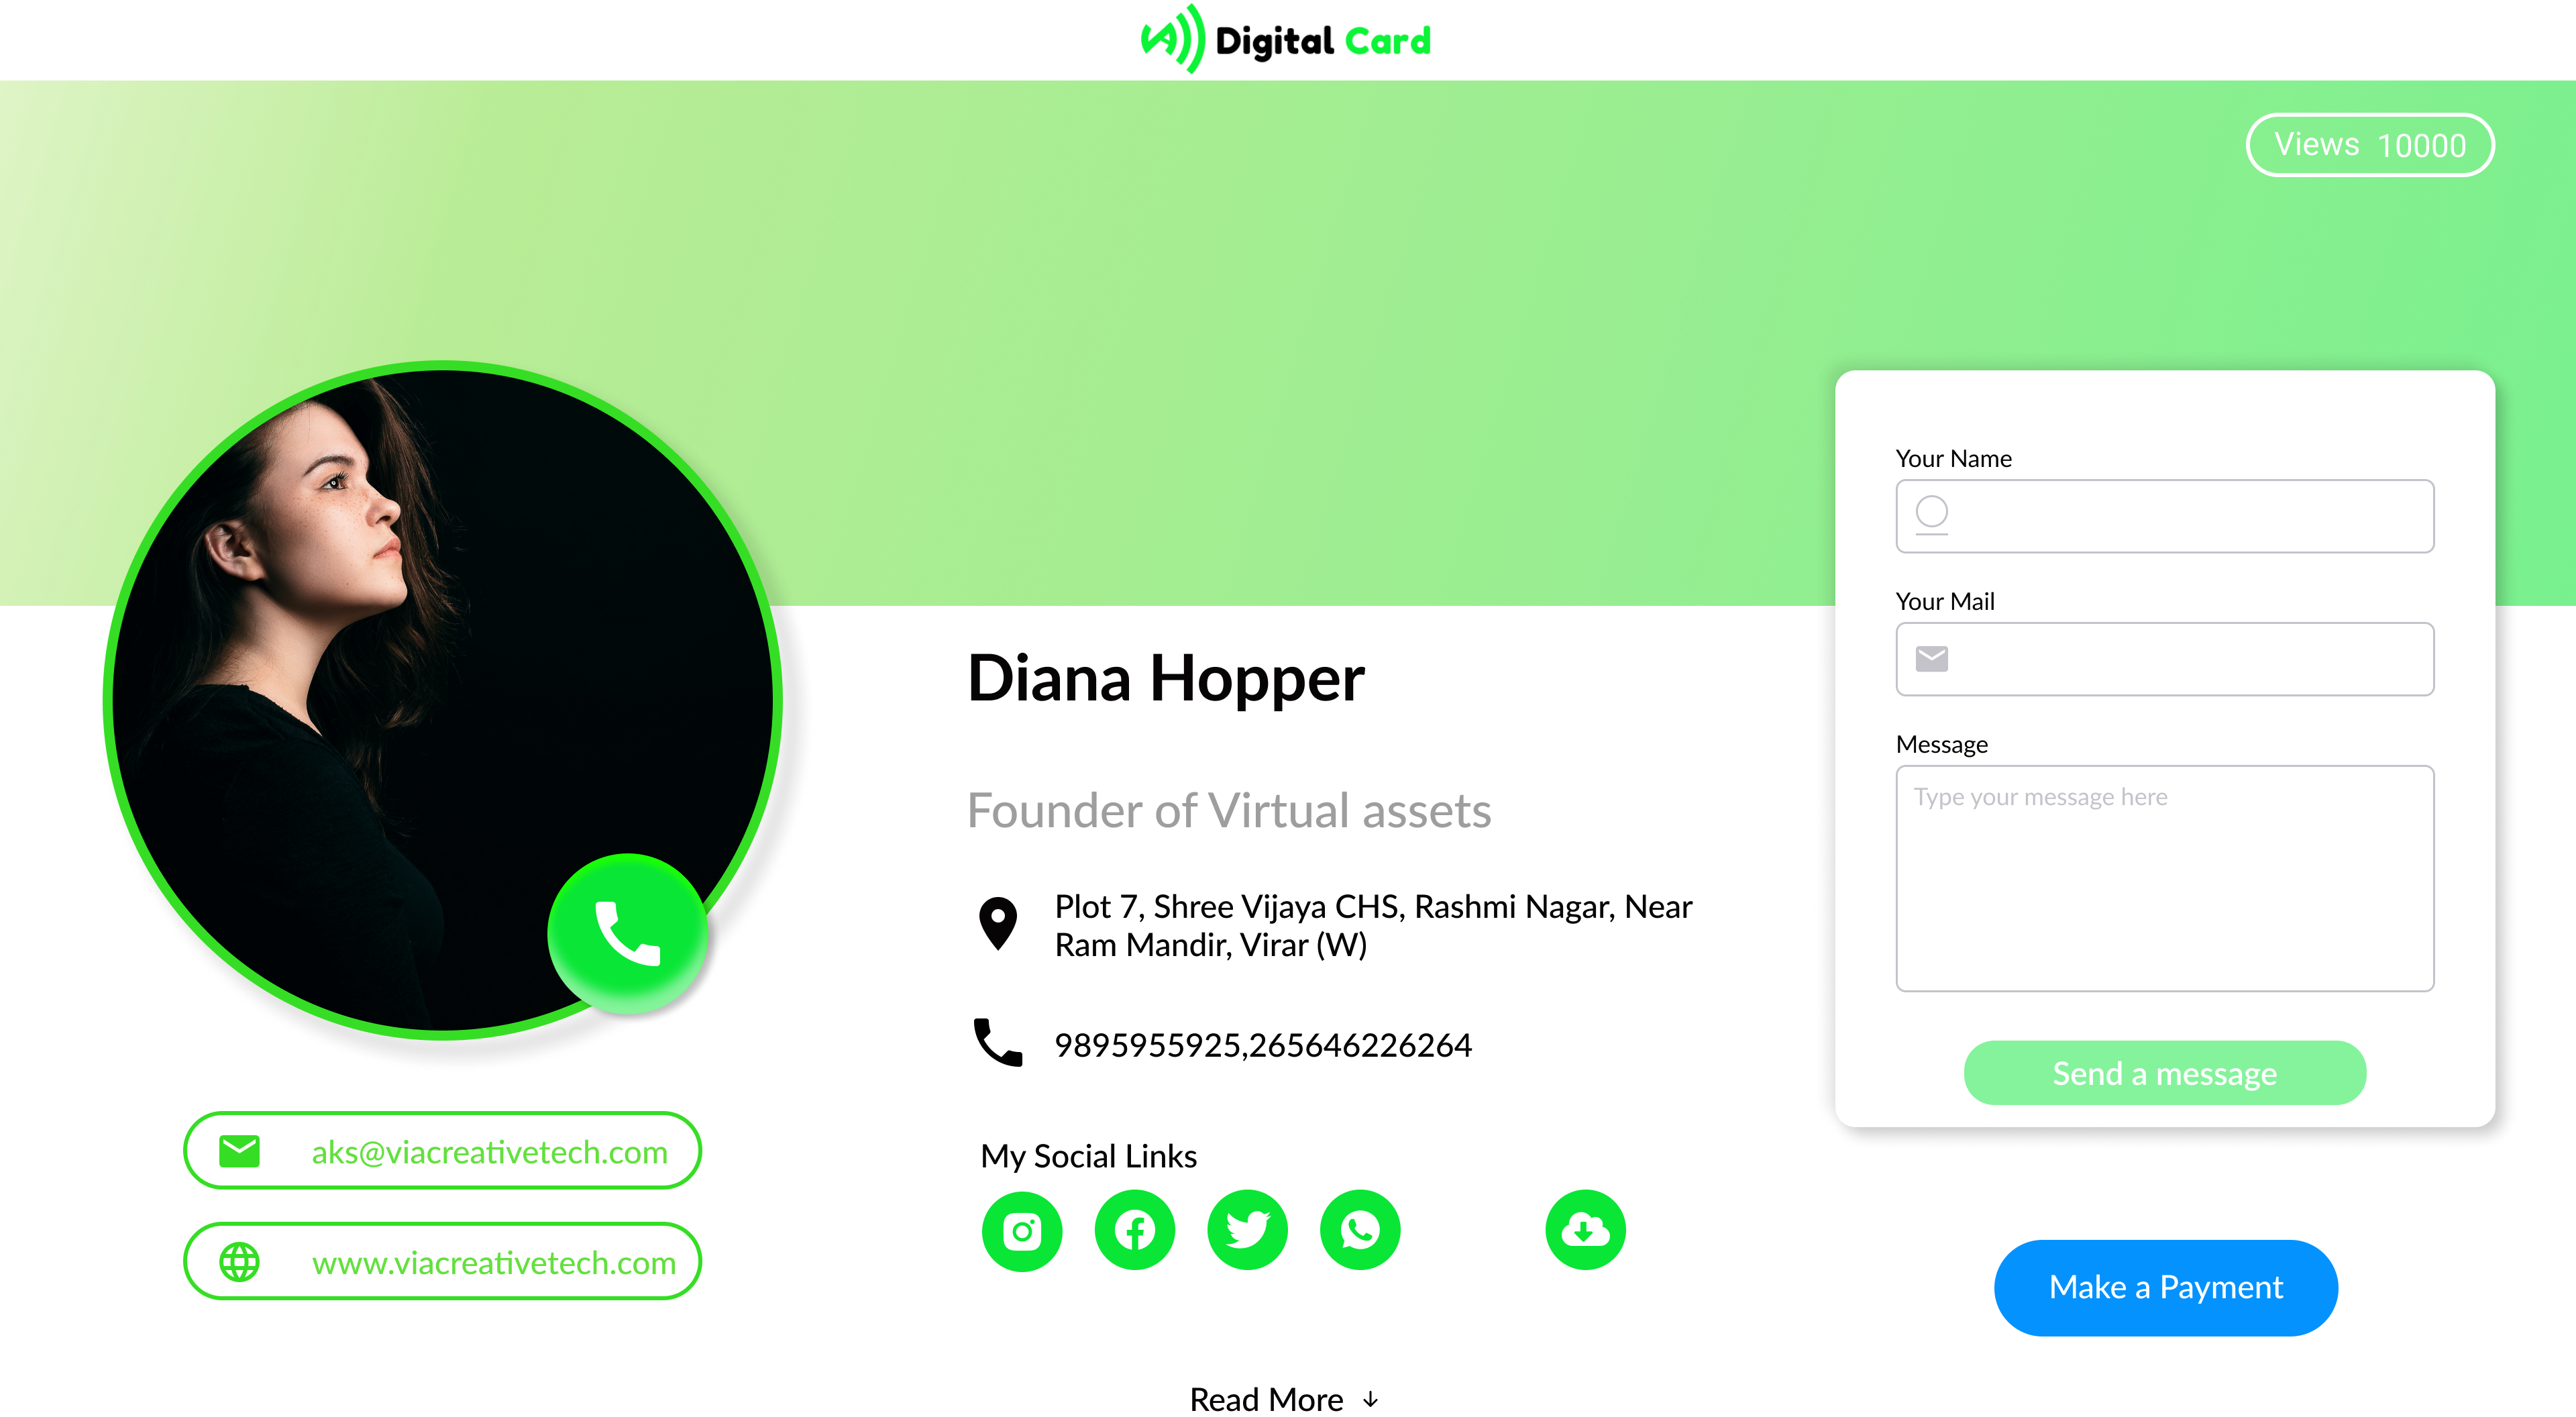 Digital Card
Views 10000
Diana Hopper
Founder of Virtual assets
Plot 7, Shree Vijaya CHS, Rashmi Nagar, Near
Ram Mandir, Virar (W)
9895955925,265646226264
aks@viacreativetech.com
www.viacreativetech.com
My Social Links
Read More
Your Name
Your Mail
Message
Type your message here
Send a message
Make a Payment